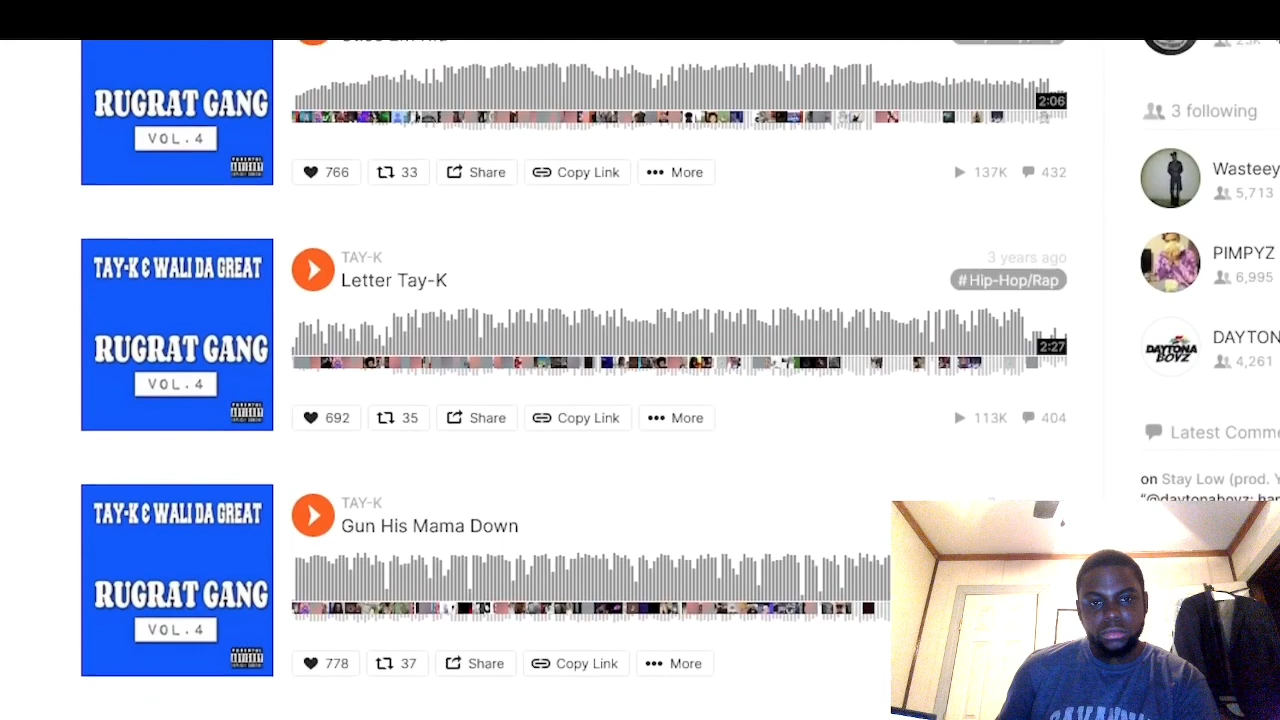 2:06
RUGRAT GANG
VOL.4
766
33
Share
Copy Link
More
137K
432
TAY-K & WALI DA GREAT
RUGRAT GANG
VOL.4
TAY-K
Letter Tay-K
3 years ago
#Hip-Hop/Rap
2:27
692
35
Share
Copy Link
More
113K
404
TAY-K & WALI DA GREAT
RUGRAT GANG
VOL.4
TAY-K
Gun His Mama Down
778
37
Share
Copy Link
More
3 following
Wasteey
5,713
PIMPYZ
6,995
DAYTONA
BOYZ
DAYTON
4,261
Latest Comme
on Stay Low (prod. Y
"@daytonaboyz: ha